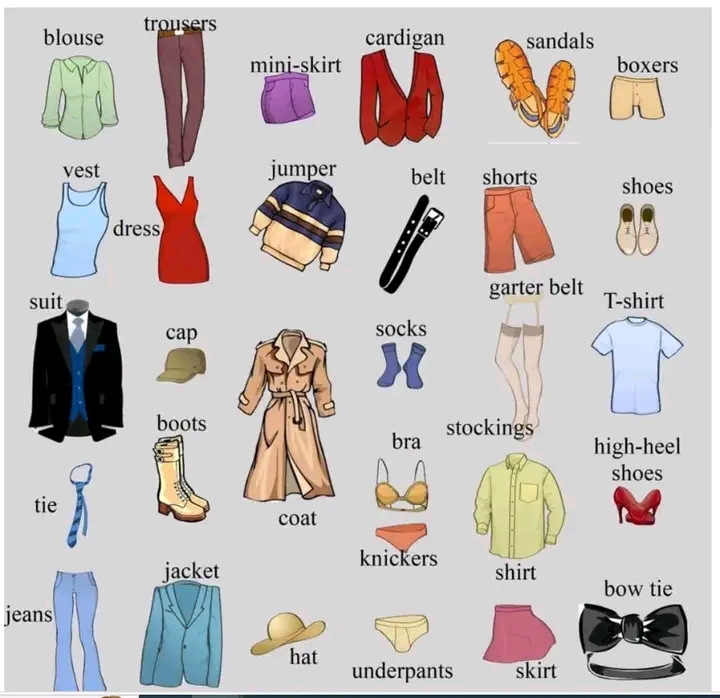 blouse
trousers
mini-skirt
cardigan
sandals
boxers
vest
dress
jumper
belt
shorts
shoes
suit
cap
socks
garter belt
T-shirt
boots
coat
bra
stockings
high-heel
shoes
tie
knickers
shirt
jeans
jacket
hat
underpants
skirt
bow tie